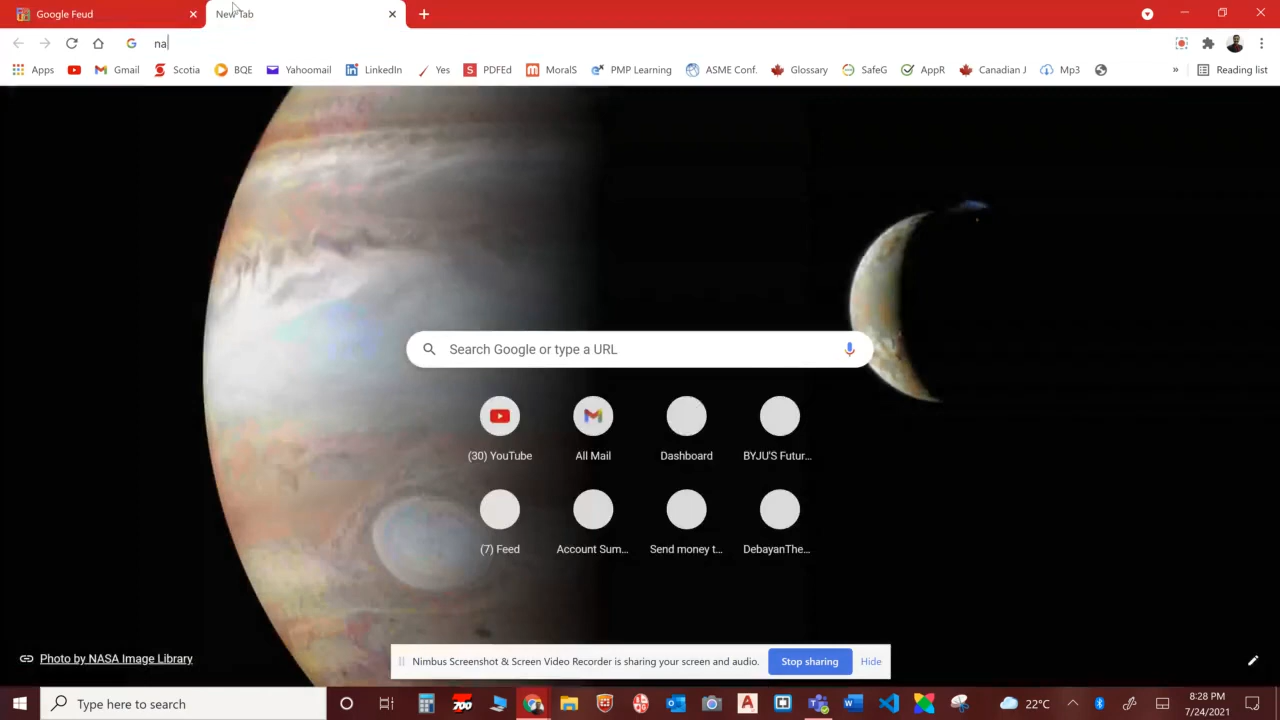 Google Feud
New Tab
na
Apps
Gmail
Scotia
BQE
Yahoomail
LinkedIn
Yes
PDFEd
MoralS
PMP Learning
ASME Conf.
Glossary
SafeG
AppR
Canadian J
Mp3
»
Reading list
Search Google or type a URL
(30) YouTube
All Mail
Dashboard
BYJU'S Futur...
(7) Feed
Account Sum...
Send money t...
DebayanThe...
Photo by NASA Image Library
Nimbus Screenshot & Screen Video Recorder is sharing your screen and audio.
Stop sharing
Hide
Type here to search
700
22°C
8:28 PM
7/24/2021